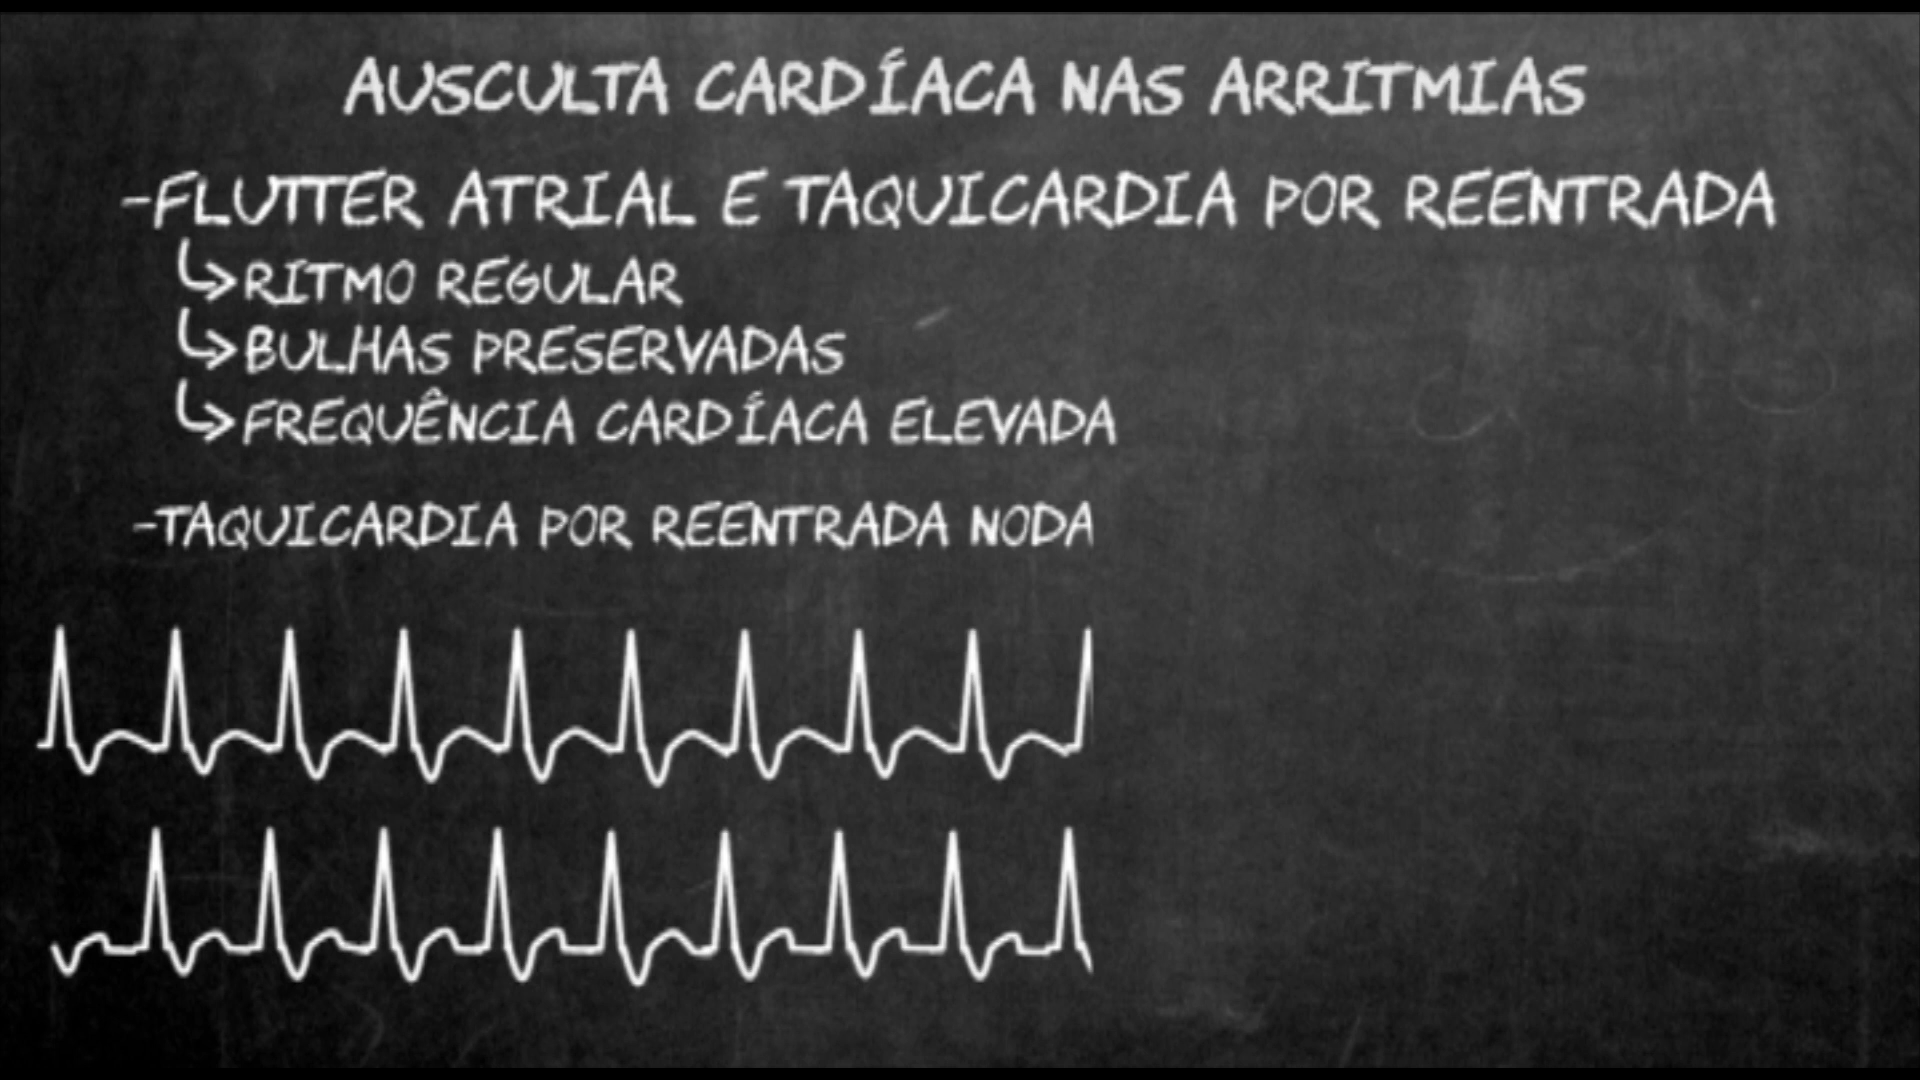 AUSCULTA CARDÍACA NAS ARRITMIAS
-FLUTTER ATRIAL E TAQUICARDIA POR REENTRADA
↳RITMO REGULAR
↳BULHAS PRESERVADAS
↳FREQUÊNCIA CARDÍACA ELEVADA
-TAQUICARDIA POR REENTRADA NODA